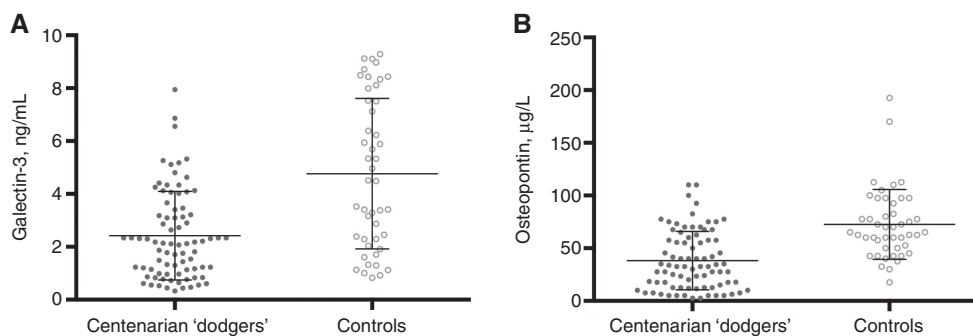 A
B
Galectin-3, ng/mL
10
8
6
4
2
0
Centenarian ‘dodgers’
Controls
Osteopontin, µg/L
250
200
150
100
50
0
Centenarian ‘dodgers’
Controls